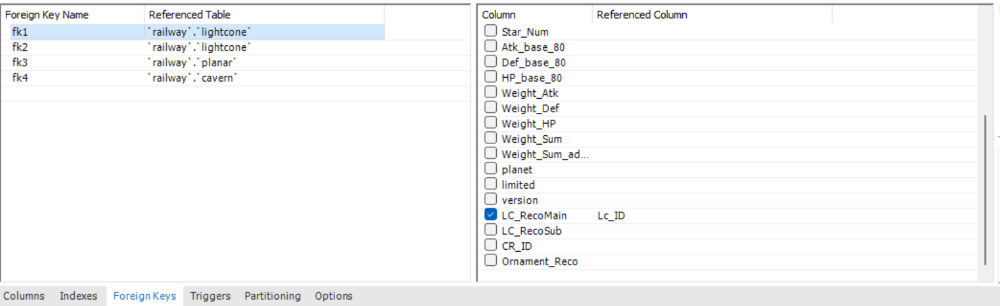 Foreign Key Name Referenced Table
fk1 `railway`.`lightcone`
fk2 `railway`.`lightcone`
fk3 `railway`.`planar`
fk4 `railway`.`cavern`
Column Referenced Column
Star_Num
Atk_base_80
Def_base_80
HP_base_80
Weight_Atk
Weight_Def
Weight_HP
Weight_Sum
Weight_Sum_ad...
planet
limited
version
LC_RecoMain Lc_ID
LC_RecoSub
CR_ID
Ornament_Reco
Columns Indexes Foreign Keys Triggers Partitioning Options